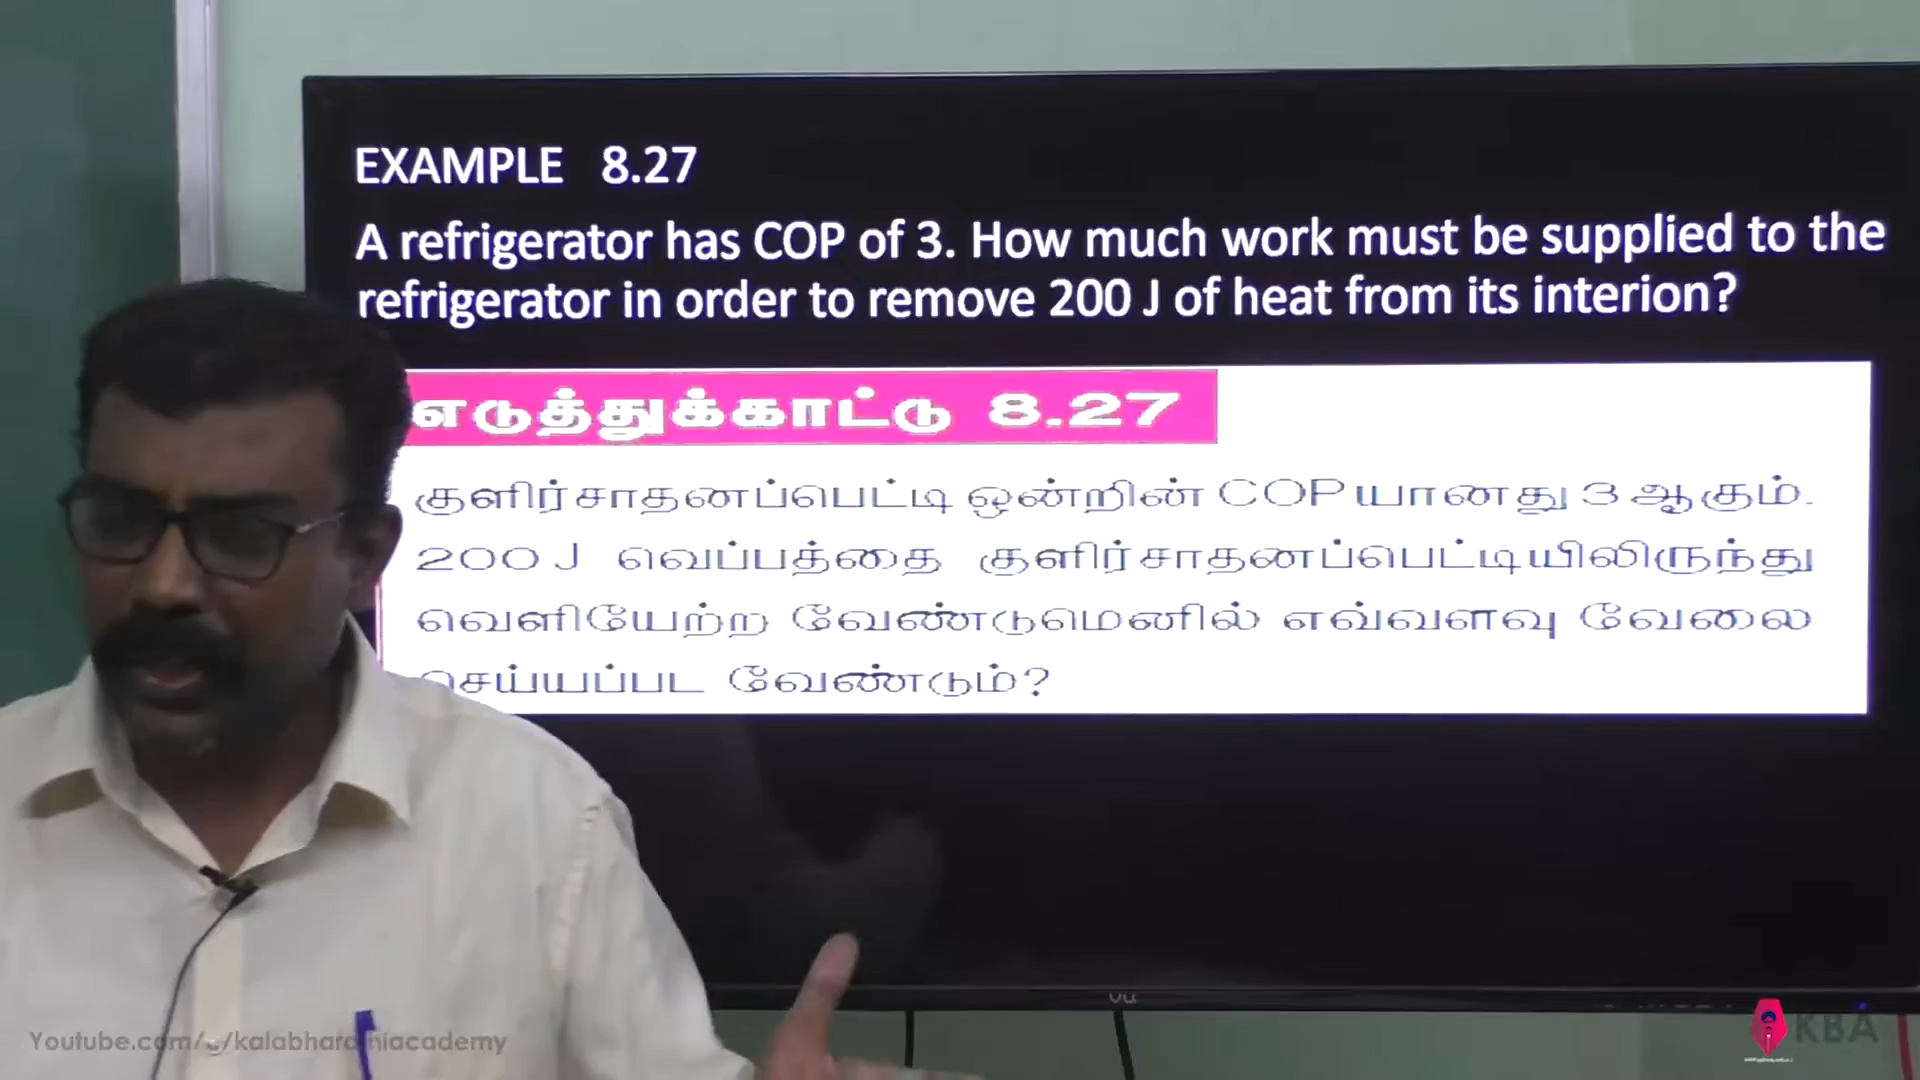 EXAMPLE 8.27
A refrigerator has COP of 3. How much work must be supplied to the
refrigerator in order to remove 200 J of heat from its interion?
எடுத்துக்காட்டு 8.27
குளிர்சாதனப்பெட்டி ஒன்றின் COP யானது 3 ஆகும்.
200 J வெப்பத்தை குளிர்சாதனப்பெட்டியிலிருந்து
வெளியேற்ற வேண்டுமெனில் எவ்வளவு வேலை
செய்யப்பட வேண்டும்?
vu
KBA